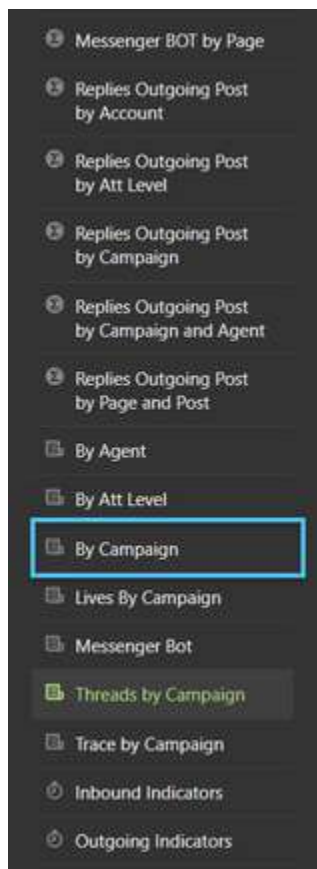 Messenger BOT by Page
Replies Outgoing Post
by Account
Replies Outgoing Post
by Att Level
Replies Outgoing Post
by Campaign
Replies Outgoing Post
by Campaign and Agent
Replies Outgoing Post
by Page and Post
By Agent
By Att Level
By Campaign
Lives By Campaign
Messenger Bot
Threads by Campaign
Trace by Campaign
Inbound Indicators
Outgoing Indicators